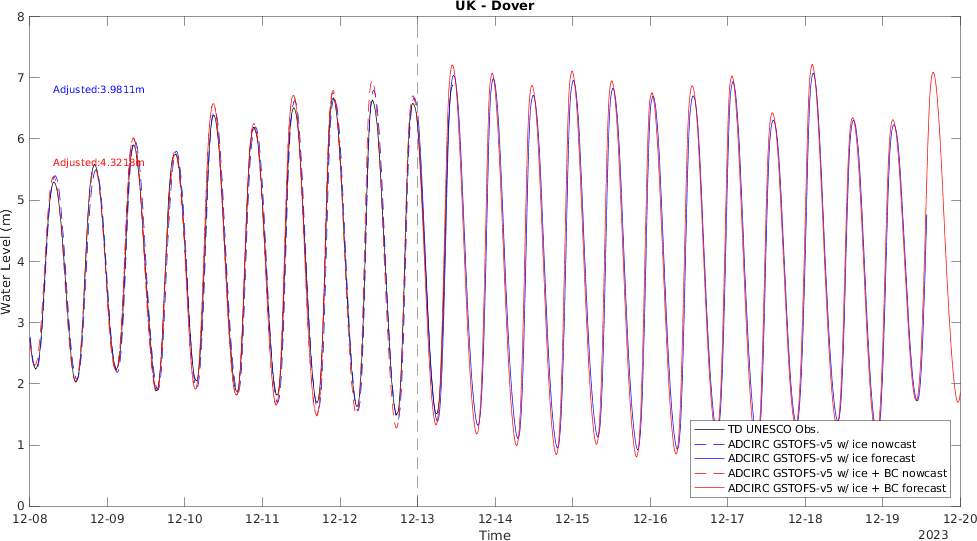 UK - Dover
8
7
6
5
4
3
2
1
0
Water Level (m)
Adjusted:3.9811m
Adjusted:4.3218m
TD UNESCO Obs.
ADCIRC GSTOFS-v5 w/ ice nowcast
ADCIRC GSTOFS-v5 w/ ice forecast
ADCIRC GSTOFS-v5 w/ ice + BC nowcast
ADCIRC GSTOFS-v5 w/ ice + BC forecast
12-08 12-09 12-10 12-11 12-12 12-13 12-14 12-15 12-16 12-17 12-18 12-19 12-20
Time
2023